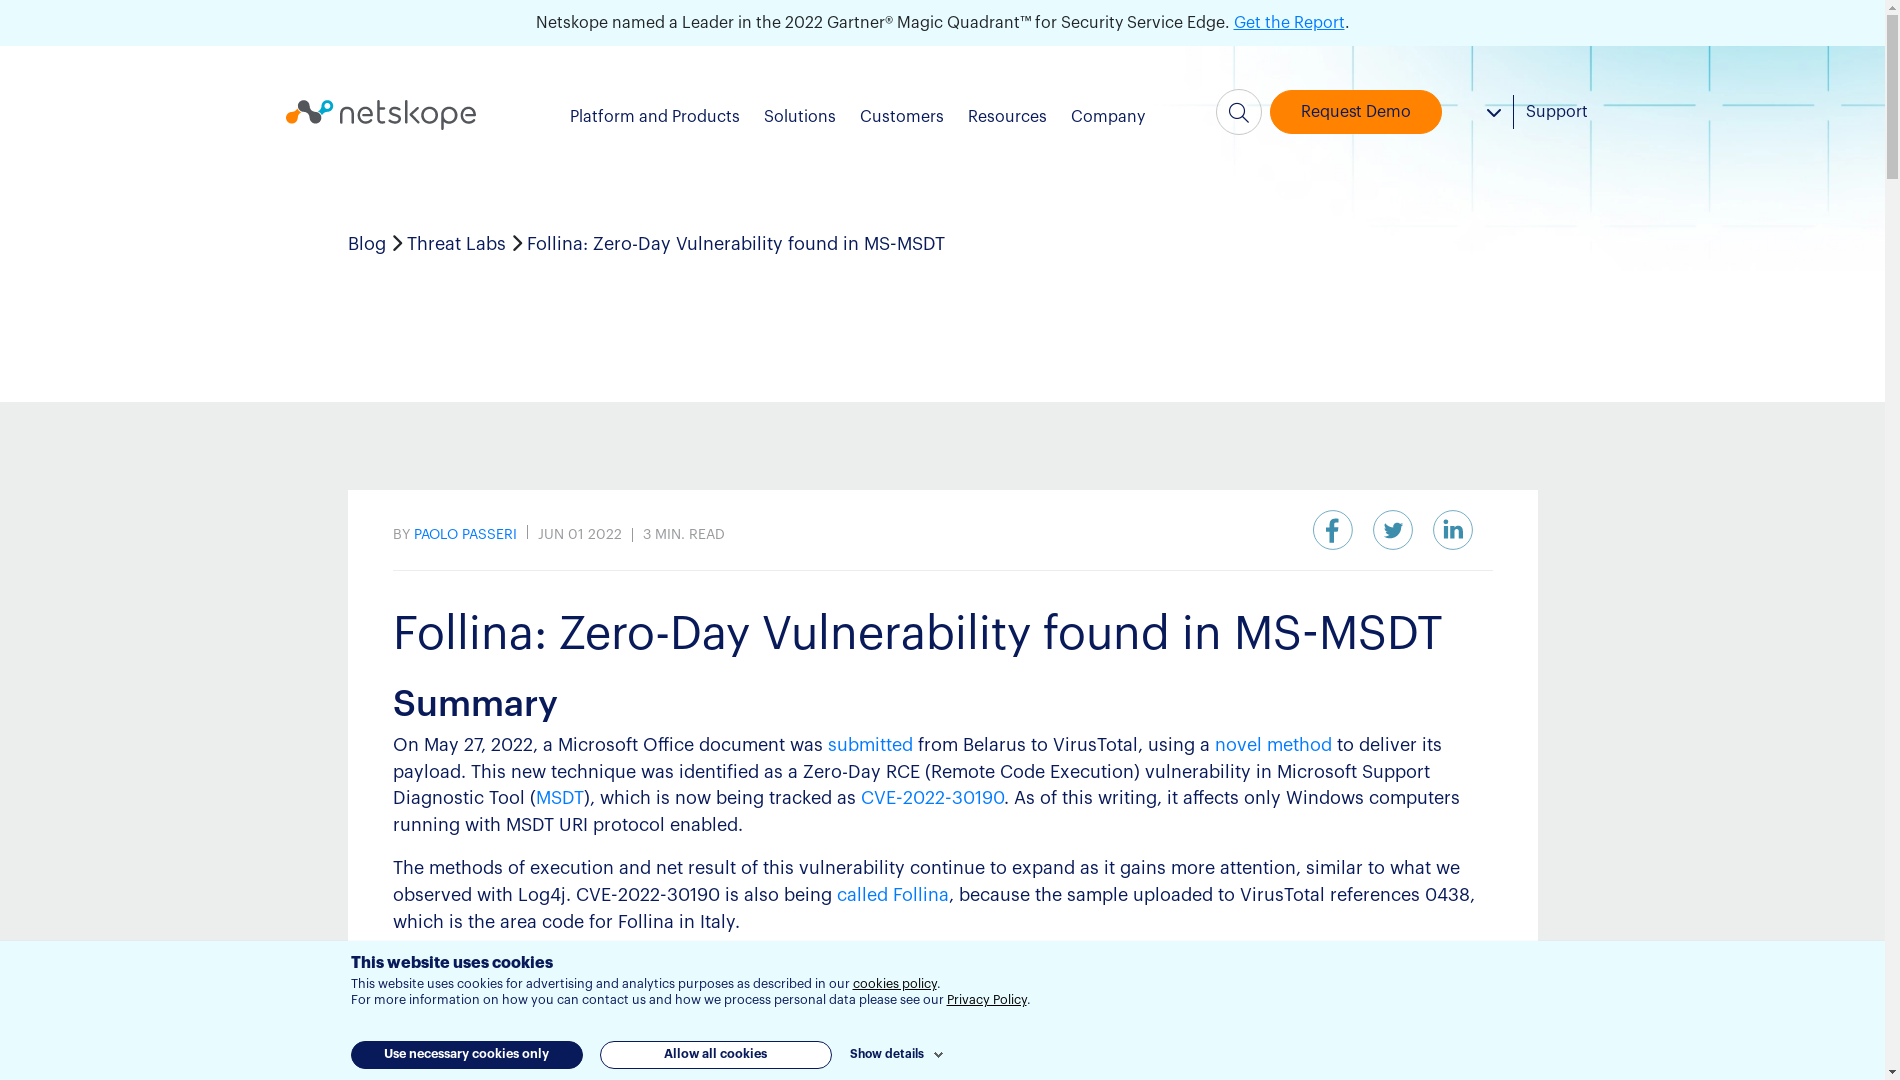 Netskope named a Leader in the 2022 Gartner® Magic Quadrant™ for Security Service Edge. Get the Report.
netskope
Platform and Products Solutions Customers Resources Company
Request Demo
Support
Blog Threat Labs Follina: Zero-Day Vulnerability found in MS-MSDT
BY PAOLO PASSERI | JUN 01 2022 | 3 MIN. READ
Follina: Zero-Day Vulnerability found in MS-MSDT
Summary
On May 27, 2022, a Microsoft Office document was submitted from Belarus to VirusTotal, using a novel method to deliver its
payload. This new technique was identified as a Zero-Day RCE (Remote Code Execution) vulnerability in Microsoft Support
Diagnostic Tool (MSDT), which is now being tracked as CVE-2022-30190. As of this writing, it affects only Windows computers
running with MSDT URI protocol enabled.
The methods of execution and net result of this vulnerability continue to expand as it gains more attention, similar to what we
observed with Log4j. CVE-2022-30190 is also being called Follina, because the sample uploaded to VirusTotal references 0438,
which is the area code for Follina in Italy.
This website uses cookies
This website uses cookies for advertising and analytics purposes as described in our cookies policy.
For more information on how you can contact us and how we process personal data please see our Privacy Policy.
Use necessary cookies only
Allow all cookies
Show details